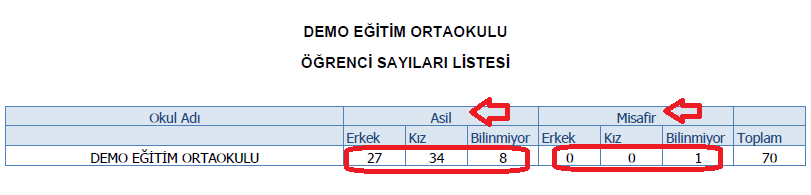 DEMO EĞİTİM ORTAOKULU
ÖĞRENCİ SAYILARI LİSTESİ
Okul Adı Asil Misafir
Erkek Kız Bilinmiyor Erkek Kız Bilinmiyor Toplam
DEMO EĞİTİM ORTAOKULU 27 34 8 0 0 1 70